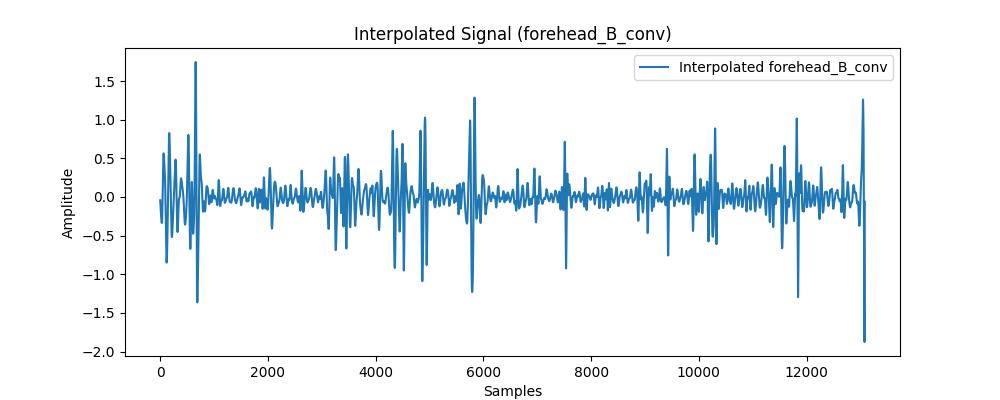 Interpolated Signal (forehead_B_conv)
Interpolated forehead_B_conv
1.5
1.0
0.5
0.0
−0.5
−1.0
−1.5
−2.0
Amplitude
0 2000 4000 6000 8000 10000 12000
Samples